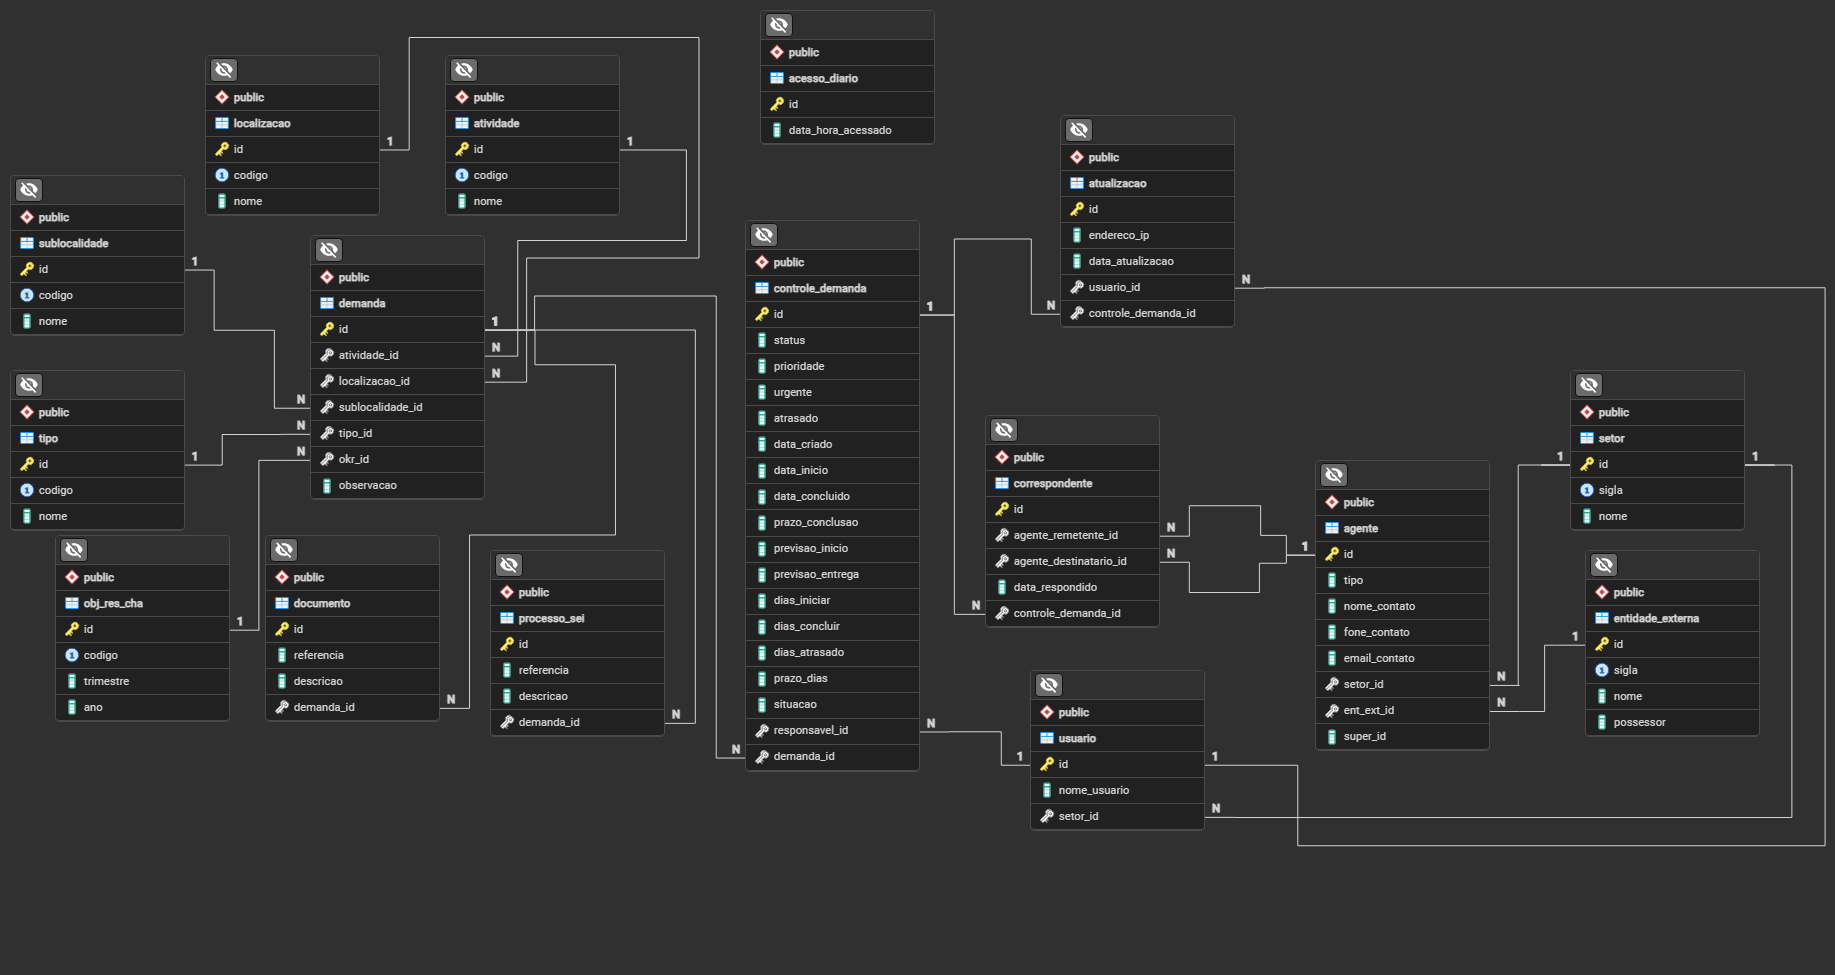 public
acesso_diario
id
data_hora_acessado
public
localizacao
id
codigo
nome
1
public
atividade
id
codigo
nome
1
public
atualizacao
id
endereco_ip
data_atualizacao
usuario_id
controle_demanda_id
N
N
public
sublocalidade
id
codigo
nome
1
public
demanda
id
atividade_id
localizacao_id
sublocalidade_id
tipo_id
okr_id
observacao
1
N
N
N
N
N
public
controle_demanda
id
status
prioridade
urgente
atrasado
data_criado
data_inicio
data_concluido
prazo_conclusao
previsao_inicio
previsao_entrega
dias_iniciar
dias_concluir
dias_atrasado
prazo_dias
situacao
responsavel_id
demanda_id
1
N
N
public
tipo
id
codigo
nome
1
public
setor
id
sigla
nome
1
1
public
correspondente
id
agente_remetente_id
agente_destinatario_id
data_respondido
controle_demanda_id
N
N
N
public
agente
id
tipo
nome_contato
fone_contato
email_contato
setor_id
ent_ext_id
super_id
1
N
N
public
obj_res_cha
id
codigo
trimestre
ano
1
public
documento
id
referencia
descricao
demanda_id
N
public
processo_sei
id
referencia
descricao
demanda_id
N
public
entidade_externa
id
sigla
nome
possessor
1
public
usuario
id
nome_usuario
setor_id
1
1
N